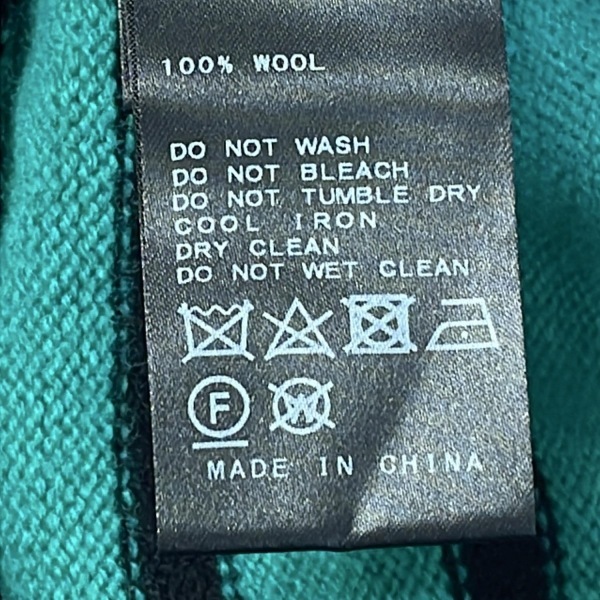 100% WOOL
DO NOT WASH
DO NOT BLEACH
DO NOT TUMBLE DRY
COOL IRON
DRY CLEAN
DO NOT WET CLEAN
F W
MADE IN CHINA